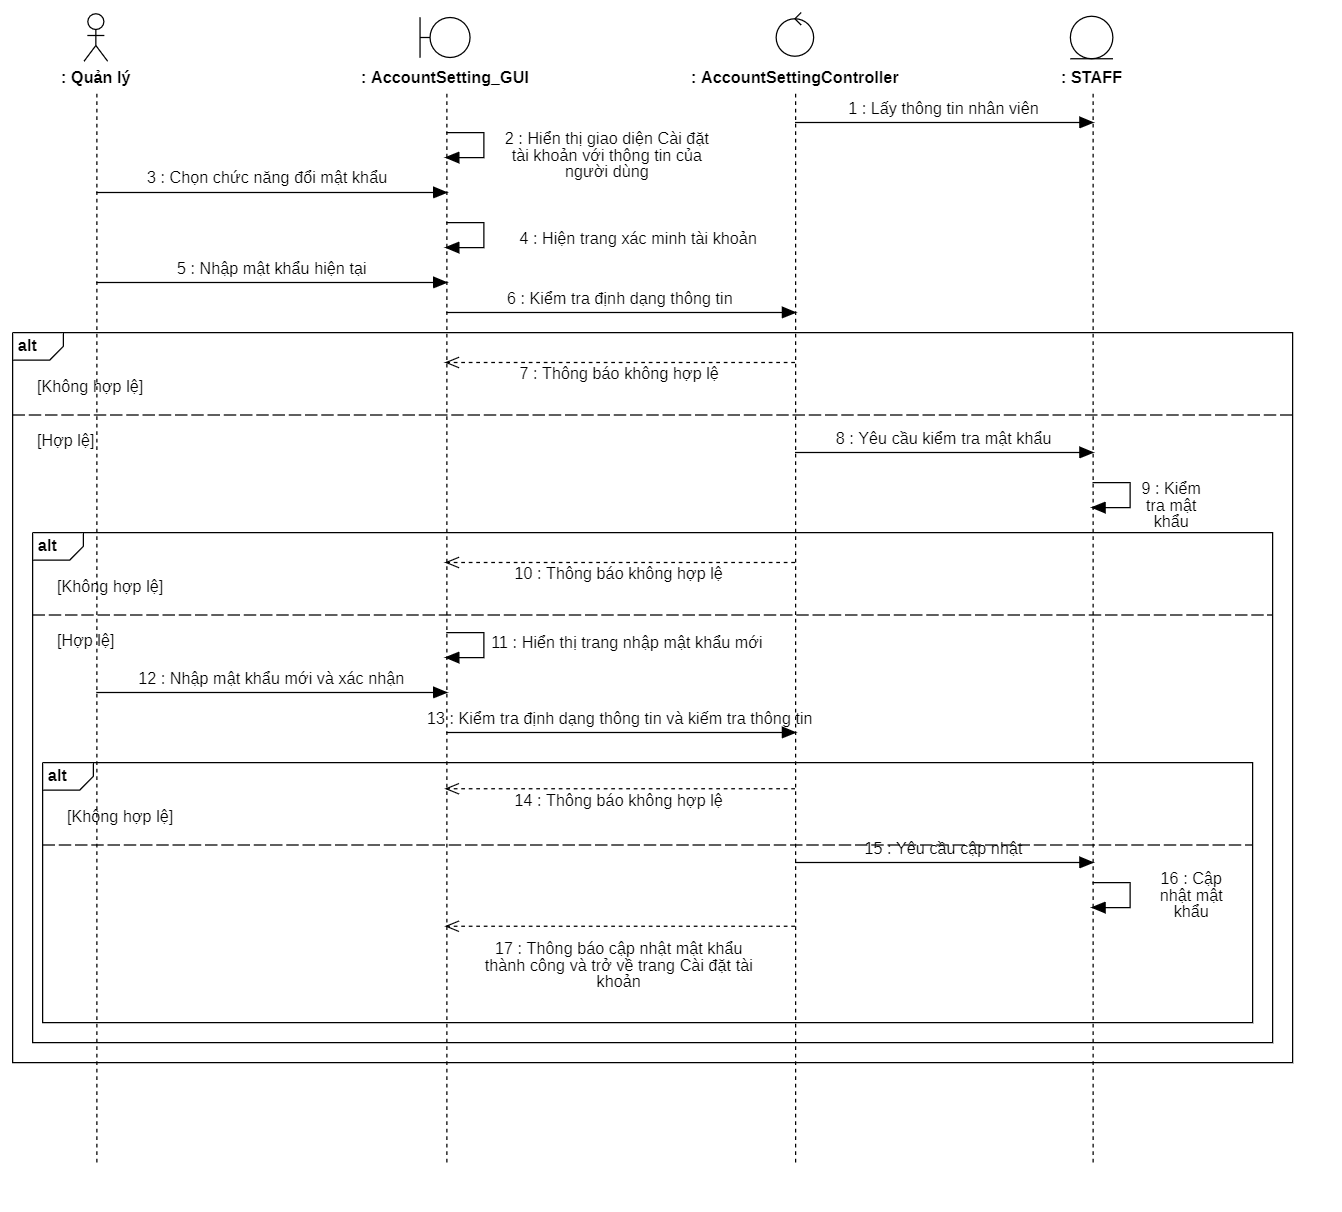 : Quản lý
: AccountSetting_GUI
: AccountSettingController
: STAFF
1 : Lấy thông tin nhân viên
2 : Hiển thị giao diện Cài đặt
tài khoản với thông tin của
người dùng
3 : Chọn chức năng đổi mật khẩu
4 : Hiện trang xác minh tài khoản
5 : Nhập mật khẩu hiện tại
6 : Kiểm tra định dạng thông tin
alt
7 : Thông báo không hợp lệ
[Không hợp lệ]
[Hợp lệ]
8 : Yêu cầu kiểm tra mật khẩu
9 : Kiểm
tra mật
khẩu
alt
10 : Thông báo không hợp lệ
[Không hợp lệ]
[Hợp lệ]
11 : Hiển thị trang nhập mật khẩu mới
12 : Nhập mật khẩu mới và xác nhận
13 : Kiểm tra định dạng thông tin và kiếm tra thông tin
alt
14 : Thông báo không hợp lệ
[Không hợp lệ]
15 : Yêu cầu cập nhật
16 : Cập
nhật mật
khẩu
17 : Thông báo cập nhật mật khẩu
thành công và trở về trang Cài đặt tài
khoản